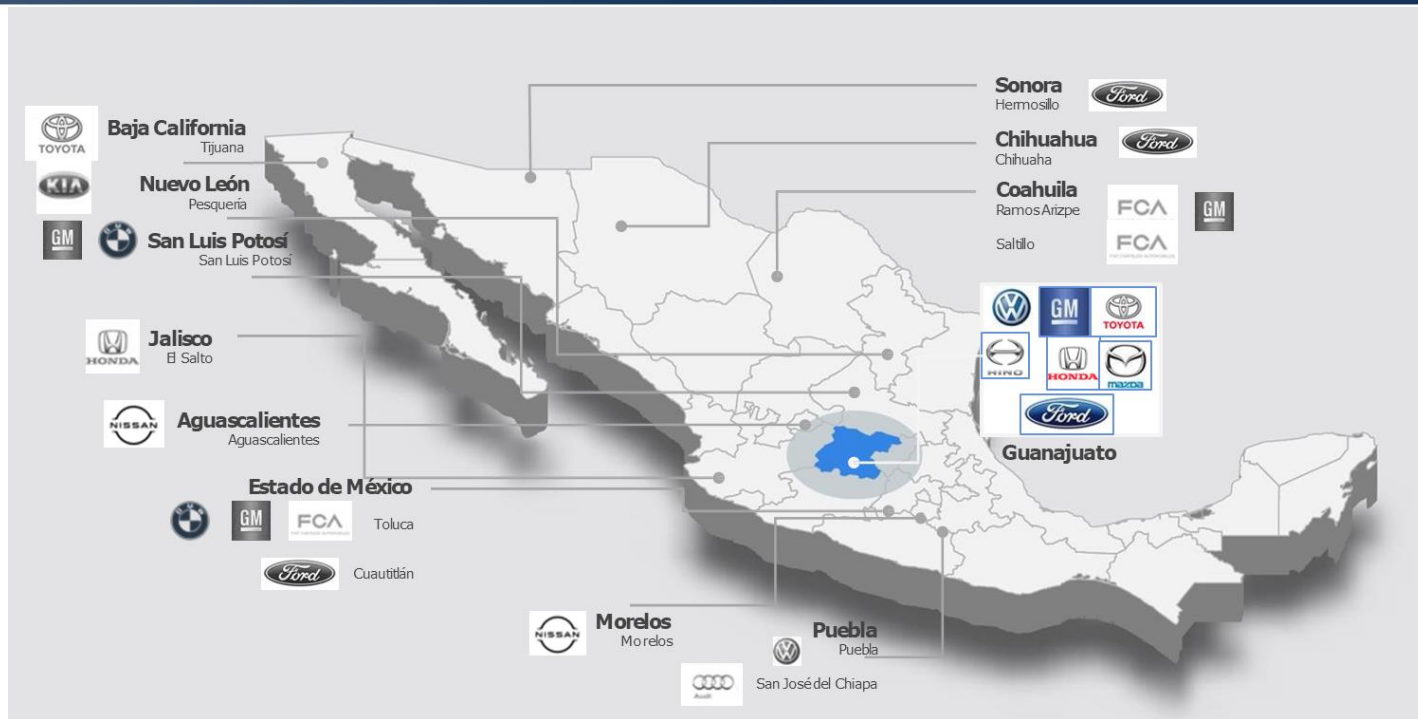 Sonora
Hermosillo
Ford
Baja California
Tijuana
TOYOTA
Chihuahua
Chihuaha
Ford
Nuevo León
Pesquería
KIA
Coahuila
Ramos Arizpe
FCA
GM
Saltillo
FCA
GM
San Luis Potosí
San Luis Potosí
GM
TOYOTA
HINO
HONDA
mazda
Ford
Guanajuato
Jalisco
El Salto
HONDA
Aguascalientes
Aguascalientes
NISSAN
Estado de México
GM
FCA
Toluca
Ford
Cuautitlán
Morelos
Morelos
NISSAN
Puebla
Puebla
Audi
San José del Chiapa